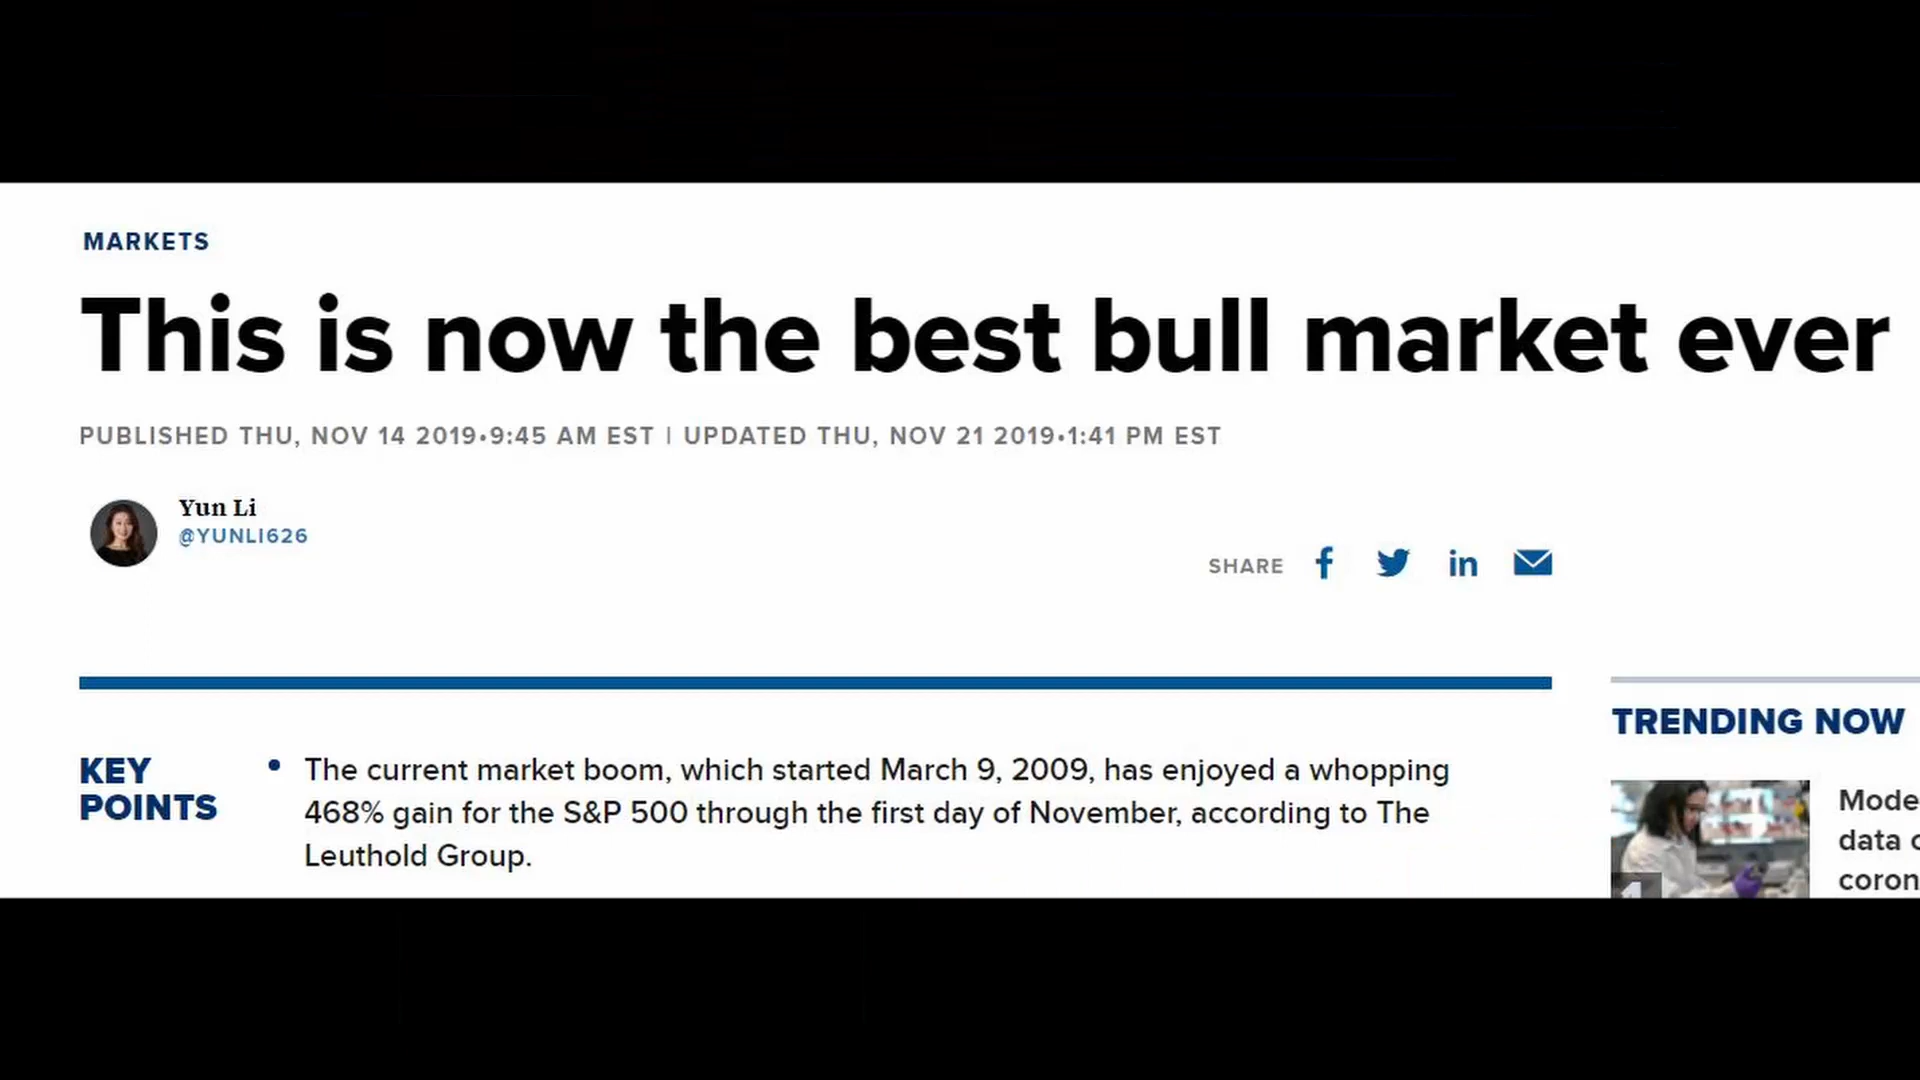 MARKETS
This is now the best bull market ever
PUBLISHED THU, NOV 14 2019•9:45 AM EST | UPDATED THU, NOV 21 2019•1:41 PM EST
Yun Li
@YUNLI626
SHARE
KEY
POINTS
• The current market boom, which started March 9, 2009, has enjoyed a whopping
468% gain for the S&P 500 through the first day of November, according to The
Leuthold Group.
TRENDING NOW
1
data